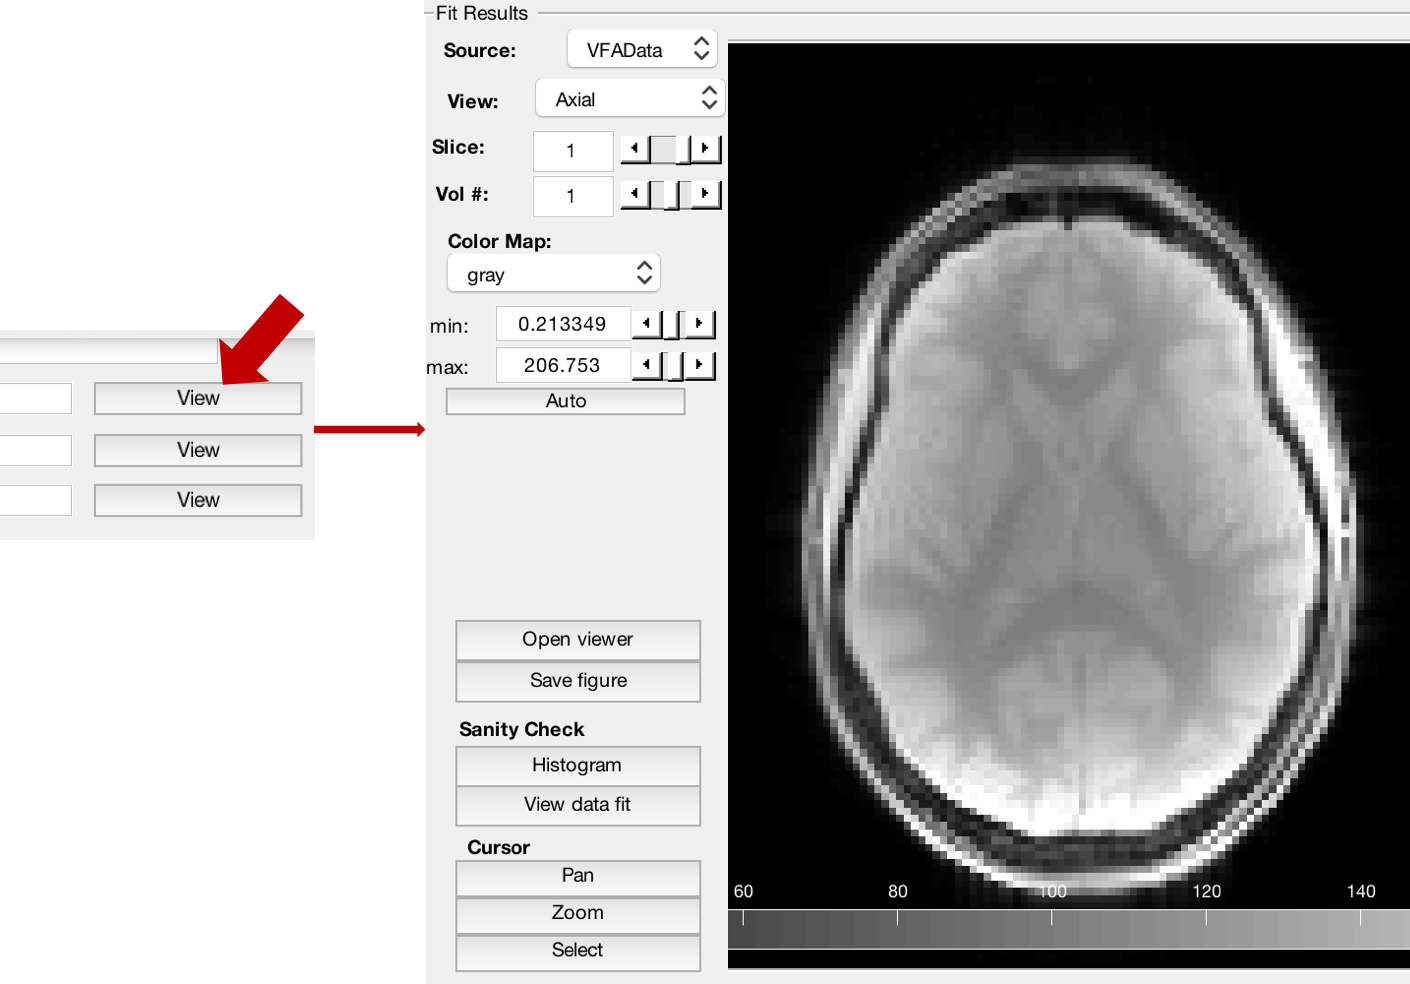 View
View
View
Fit Results
Source: VFAData
View: Axial
Slice: 1
Vol #: 1
Color Map:
gray
min: 0.213349
max: 206.753
Auto
Open viewer
Save figure
Sanity Check
Histogram
View data fit
Cursor
Pan
Zoom
Select
60 80 100 120 140